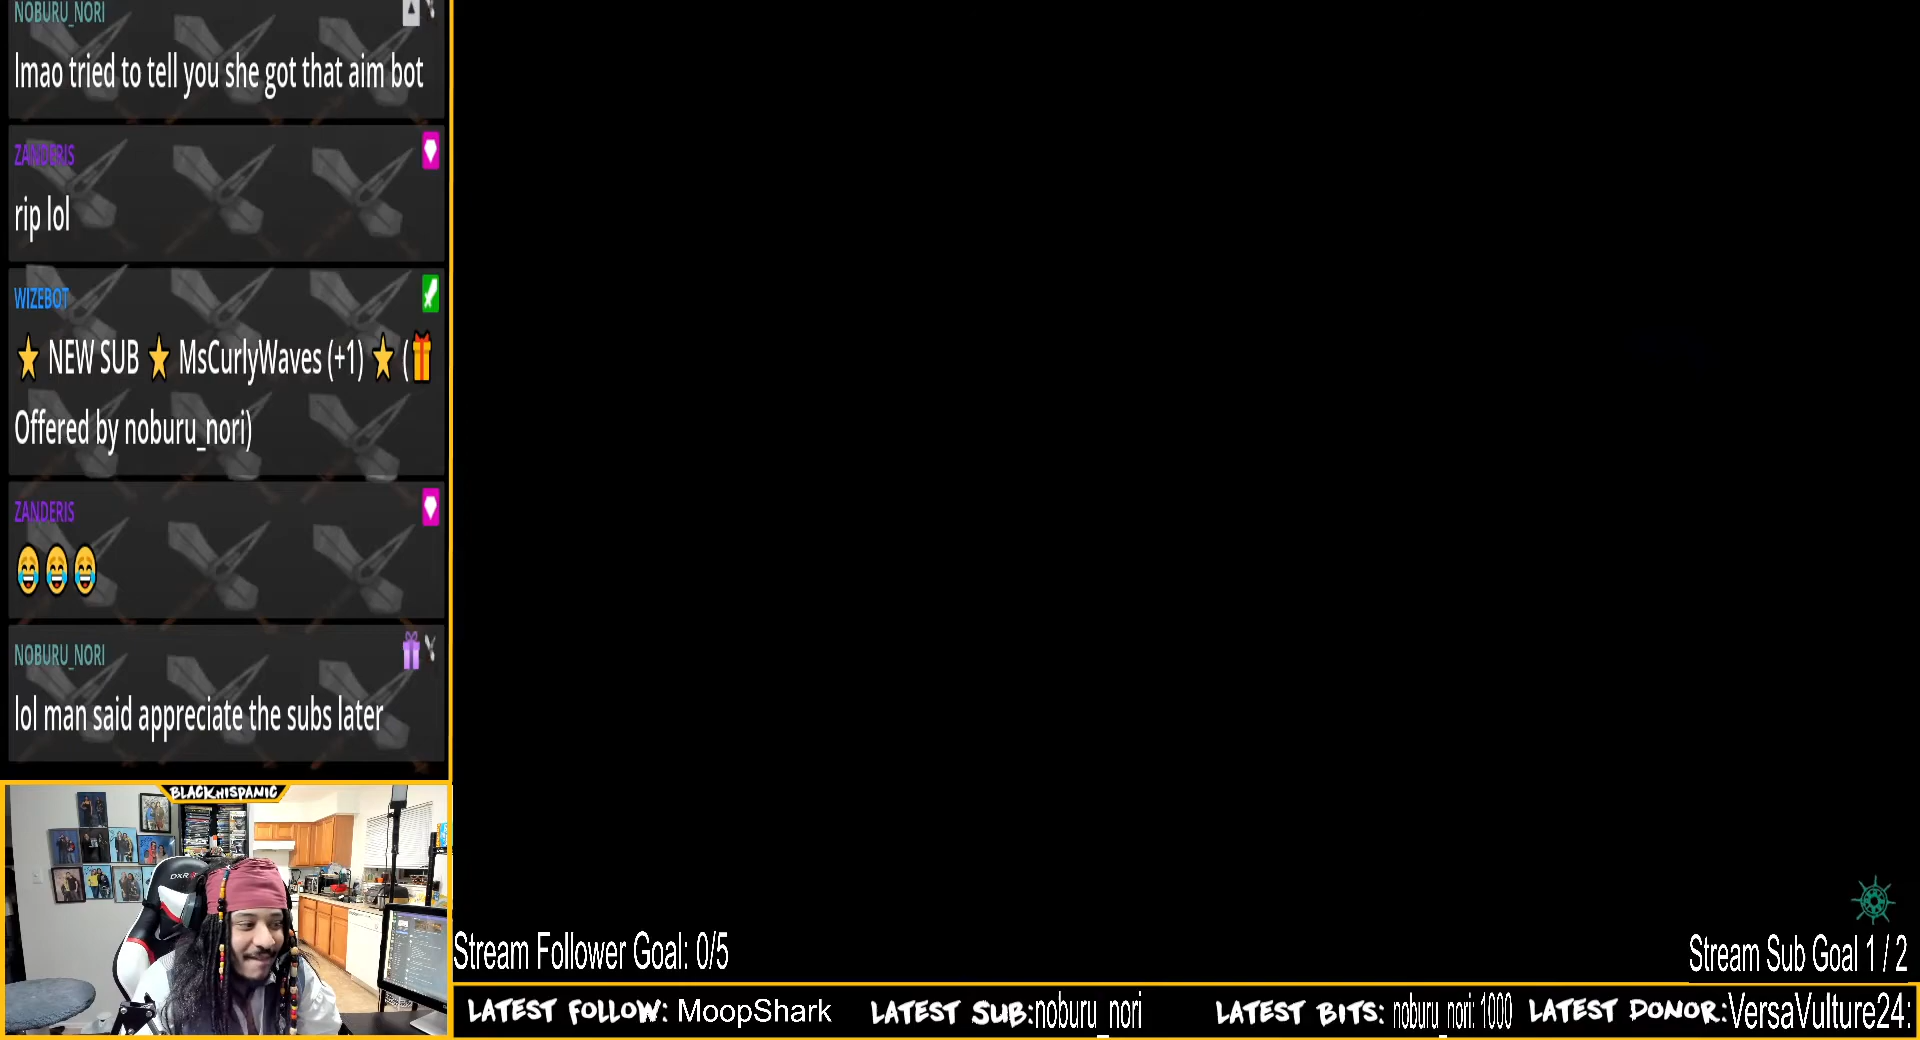 NOBURU_NORI
lmao tried to tell you she got that aim bot
ZANDERIS
rip lol
WIZEBOT
⭐ NEW SUB ⭐ MsCurlyWaves (+1) ⭐ (🎁
Offered by noburu_nori)
ZANDERIS
😂😂😂
NOBURU_NORI
lol man said appreciate the subs later
BLACKHISPANIC
DXR
Stream Follower Goal: 0/5
Stream Sub Goal 1 / 2
LATEST FOLLOW: MoopShark
LATEST SUB:noburu_nori
LATEST BITS: noburu_nori: 1000
LATEST DONOR:VersaVulture24: